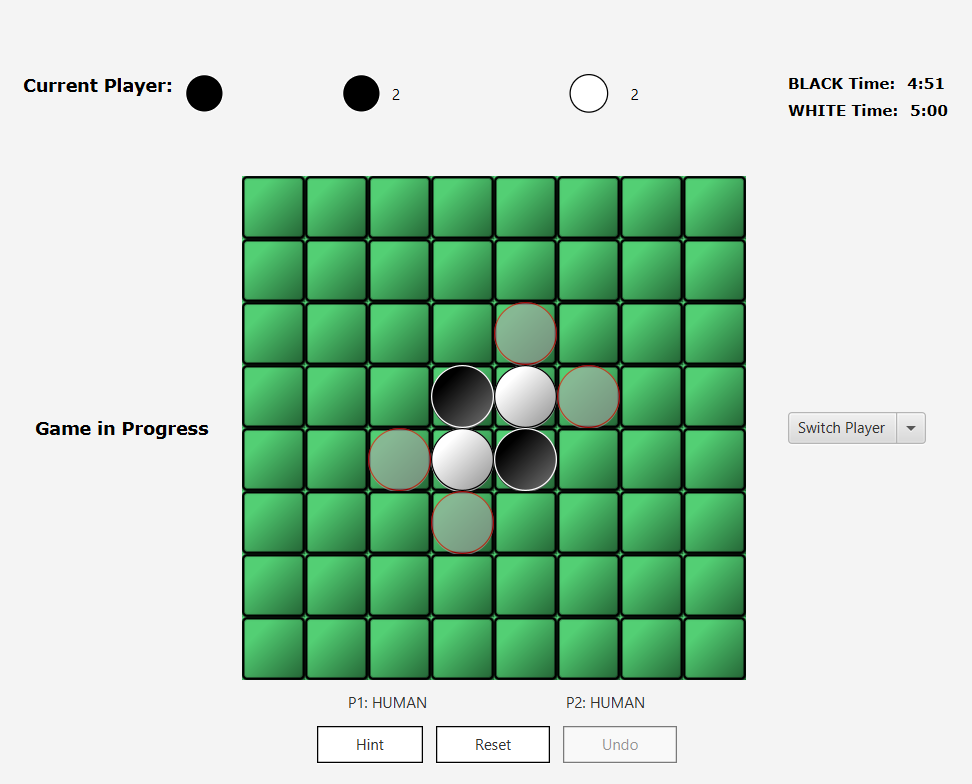 Current Player:
2
2
BLACK Time: 4:51
WHITE Time: 5:00
Game in Progress
Switch Player
P1: HUMAN
P2: HUMAN
Hint
Reset
Undo